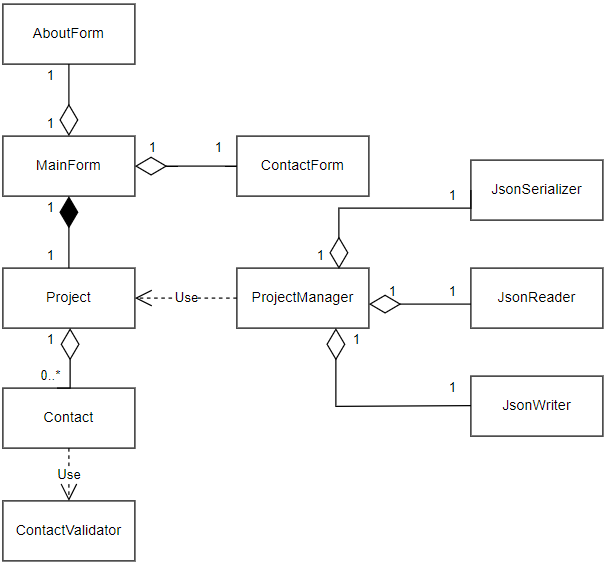 AboutForm
1
1
MainForm
1
1
ContactForm
1
1
JsonSerializer
1
1
Project
Use
ProjectManager
1
1
JsonReader
1
1
0..*
1
JsonWriter
Contact
Use
ContactValidator